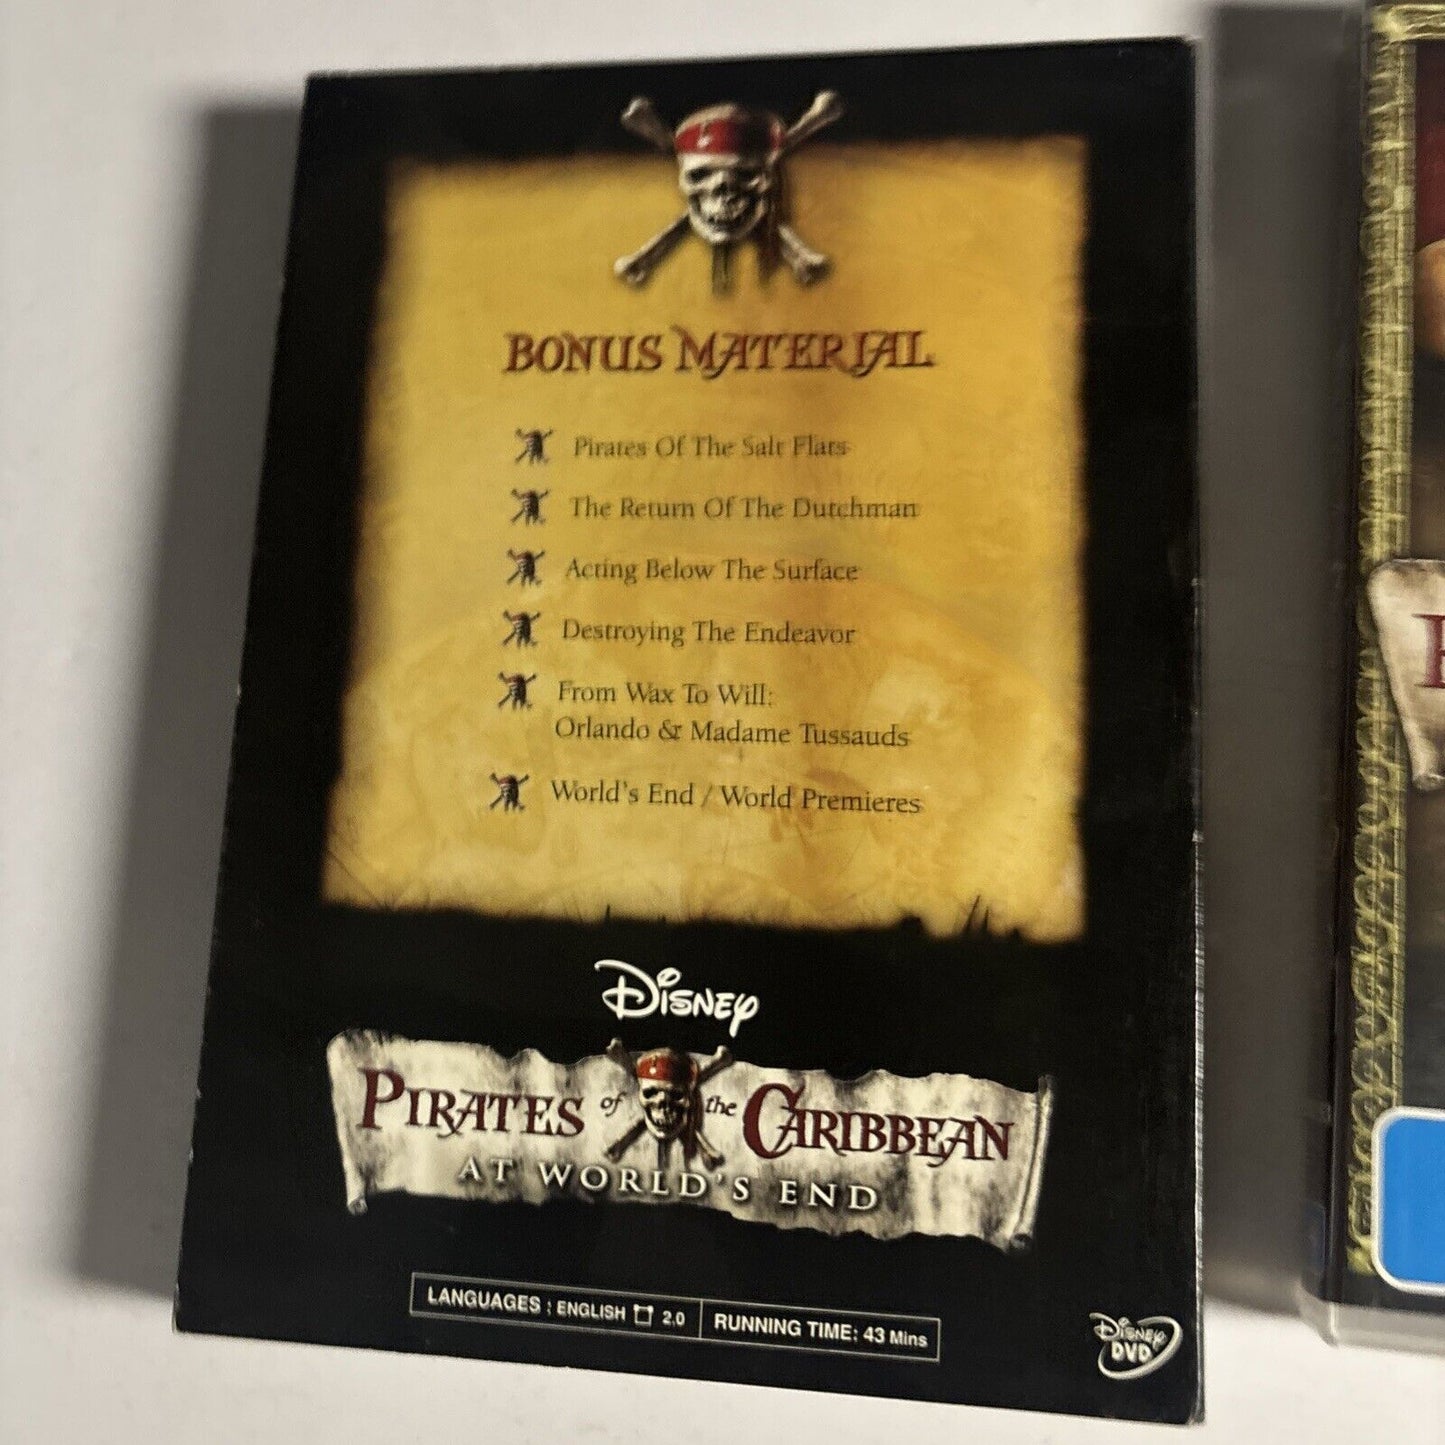 BONUS MATERIAL
Pirates Of The Salt Flats
The Return Of The Dutchman
Acting Below The Surface
Destroying The Endeavor
From Wax To Will:
Orlando & Madame Tussauds
World's End / World Premieres
DISNEY
PIRATES of the CARIBBEAN
AT WORLD'S END
LANGUAGES : ENGLISH 2.0 RUNNING TIME: 43 Mins
DISNEY
DVD